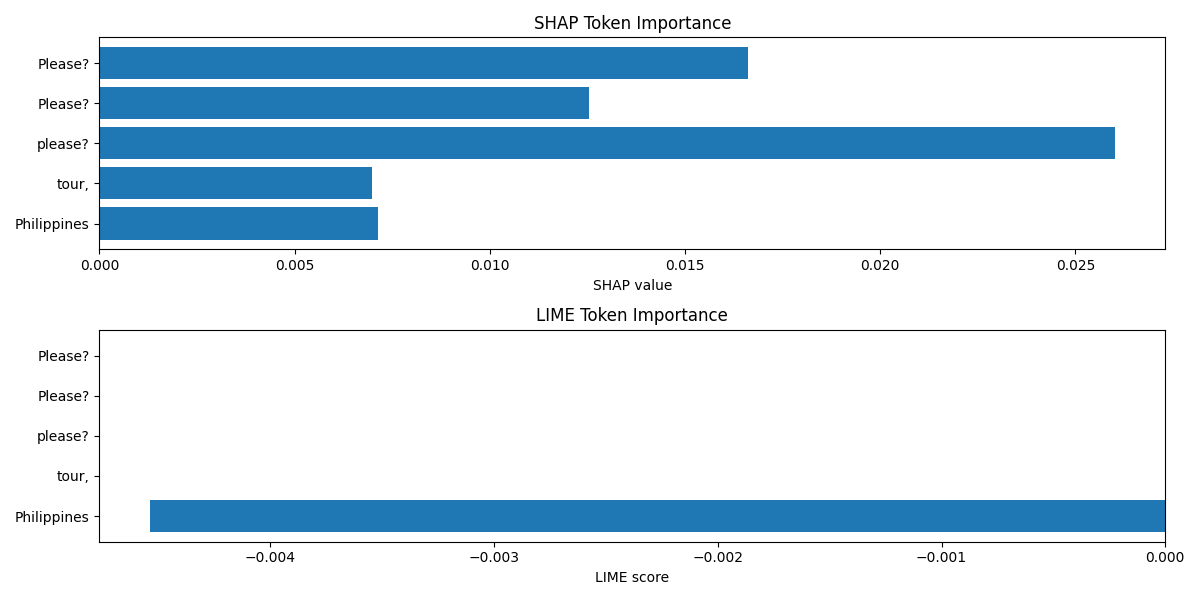 SHAP Token Importance
Please?
Please?
please?
tour,
Philippines
0.000 0.005 0.010 0.015 0.020 0.025
SHAP value
LIME Token Importance
Please?
Please?
please?
tour,
Philippines
−0.004 −0.003 −0.002 −0.001 0.000
LIME score